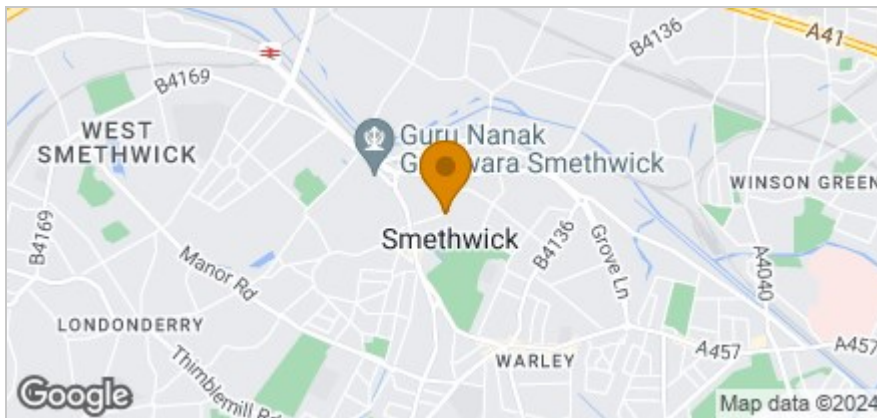 A41
B4136
B4169
WEST
SMETHWICK
Guru Nanak
Smethwick
WINSON GREEN
Smethwick
B4136
Grove Ln
A4040
B4169
Manor Rd
LONDONDERRY
Thimblemill
WARLEY
A457
A457
Google
Map data ©2024